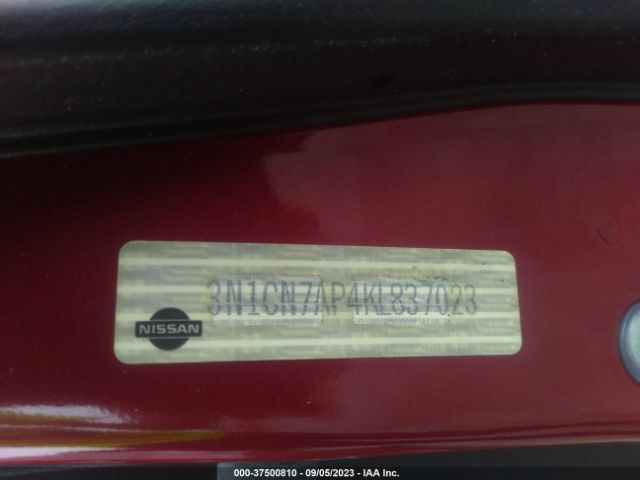 3N1CN7AP4KL837023
NISSAN
000-37500810 - 09/05/2023 - IAA Inc.